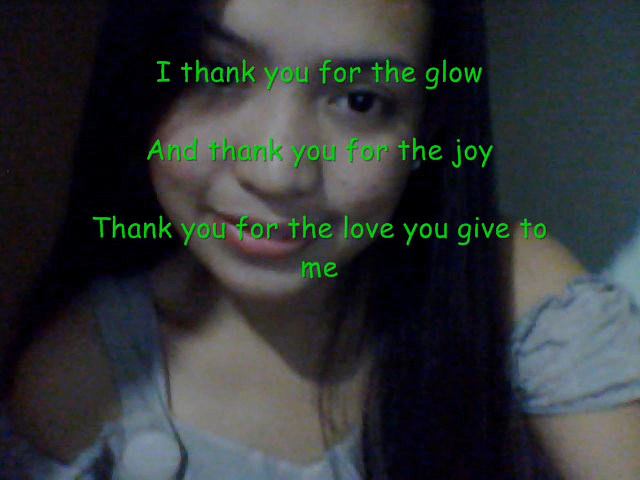 I thank you for the glow
And thank you for the joy
Thank you for the love you give to
me